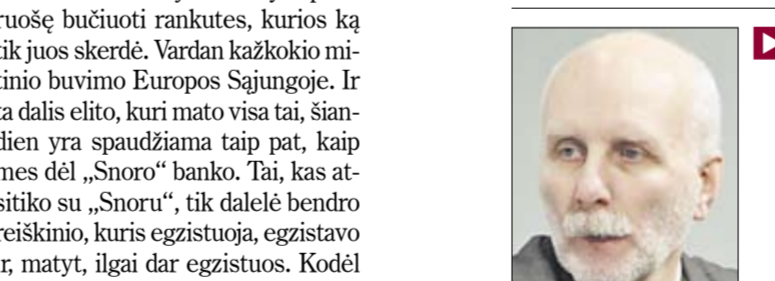 ruošę bučiuoti rankutes, kurios ką
tik juos skerdė. Vardan kažkokio mi-
tinio buvimo Europos Sąjungoje. Ir
ta dalis elito, kuri mato visa tai, šian-
dien yra spaudžiama taip pat, kaip
mes dėl „Snoro“ banko. Tai, kas at-
sitiko su „Snoru“, tik dalelė bendro
reiškinio, kuris egzistuoja, egzistavo
ir, matyt, ilgai dar egzistuos. Kodėl